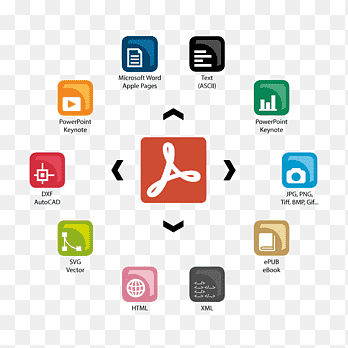 Microsoft Word
Apple Pages
Text
(ASCII)
PowerPoint
Keynote
PowerPoint
Keynote
DXF
AutoCAD
JPG, PNG,
Tiff, BMP, Gif...
SVG
Vector
ePUB
eBook
HTML
XML